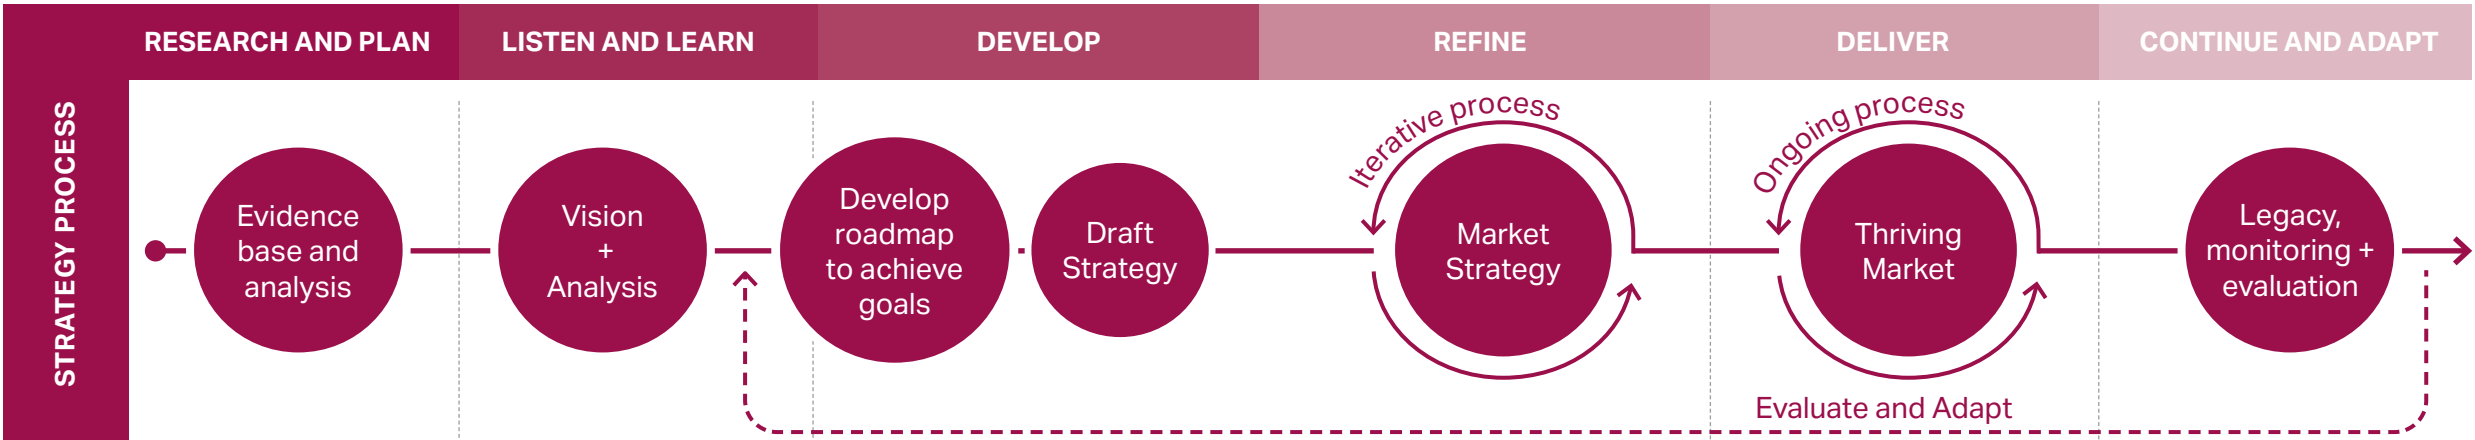 RESEARCH AND PLAN
LISTEN AND LEARN
DEVELOP
REFINE
DELIVER
CONTINUE AND ADAPT
STRATEGY PROCESS
Evidence
base and
analysis
Vision
+
Analysis
Develop
roadmap
to achieve
goals
Draft
Strategy
Iterative process
Market
Strategy
Ongoing process
Thriving
Market
Legacy,
monitoring +
evaluation
Evaluate and Adapt